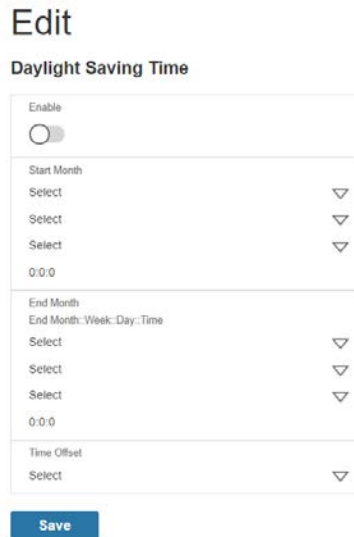 Edit
Daylight Saving Time
Enable
Start Month
Select
Select
Select
0:0:0
End Month
End Month::Week::Day::Time
Select
Select
Select
0:0:0
Time Offset
Select
Save